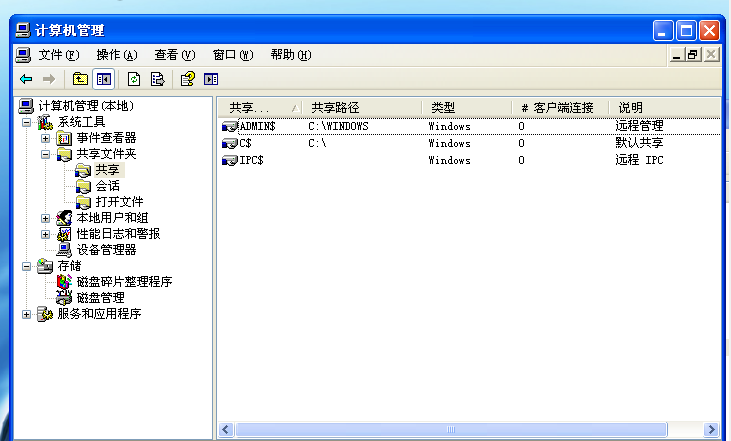 计算机管理
文件(F) 操作(A) 查看(V) 窗口(W) 帮助(H)
计算机管理(本地)
系统工具
事件查看器
共享文件夹
共享
会话
打开文件
本地用户和组
性能日志和警报
设备管理器
存储
磁盘碎片整理程序
磁盘管理
服务和应用程序
共享... 共享路径 类型 # 客户端连接 说明
ADMIN$ C:\WINDOWS Windows 0 远程管理
C$ C:\ Windows 0 默认共享
IPC$ Windows 0 远程 IPC